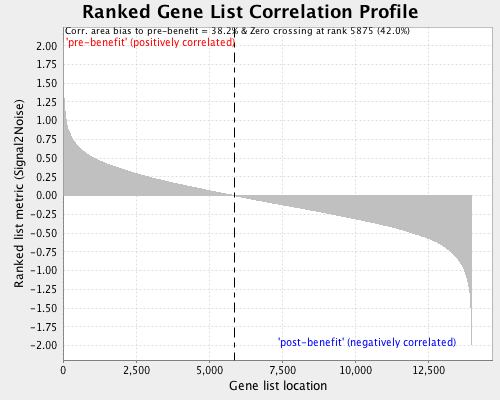 Ranked Gene List Correlation Profile
Corr. area bias to pre-benefit = 38.2% & Zero crossing at rank 5875 (42.0%)
'pre-benefit' (positively correlated)
2.00
1.75
1.50
1.25
1.00
0.75
0.50
0.25
0.00
-0.25
-0.50
-0.75
-1.00
-1.25
-1.50
-1.75
-2.00
Ranked list metric (Signal2Noise)
'post-benefit' (negatively correlated)
0 2,500 5,000 7,500 10,000 12,500
Gene list location